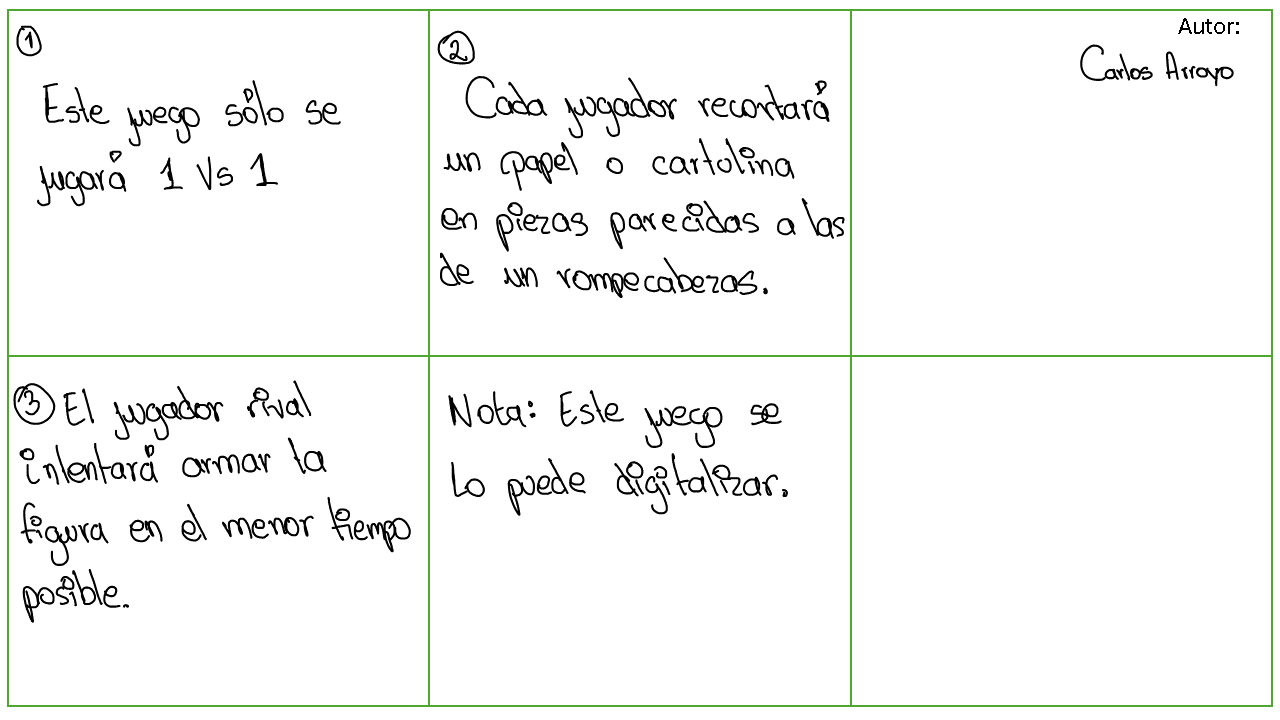 ①
Este juego sólo se
jugará 1 Vs 1
②
Cada jugador recortará
un papel o cartolina
en piezas parecidas a las
de un rompecabezas.
Autor:
Carlos Arroyo
③ El jugador rival
intentará armar la
figura en el menor tiempo
posible.
Nota: Este juego se
lo puede digitalizar.